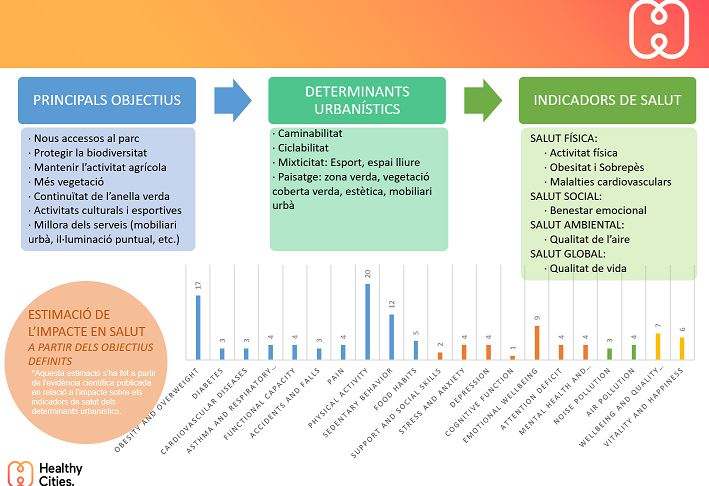 PRINCIPALS OBJECTIUS
· Nous accessos al parc
· Protegir la biodiversitat
· Mantenir l'activitat agrícola
· Més vegetació
· Continuïtat de l'anella verda
· Activitats culturals i esportives
· Millora dels serveis (mobiliari
urbà, il·luminació puntual, etc.)
DETERMINANTS
URBANÍSTICS
· Caminabilitat
· Ciclabilitat
· Mixticitat: Esport, espai lliure
· Paisatge: zona verda, vegetació
coberta verda, estètica, mobiliari
urbà
INDICADORS DE SALUT
SALUT FÍSICA:
· Activitat física
· Obesitat i Sobrepès
· Malalties cardiovasculars
SALUT SOCIAL:
· Benestar emocional
SALUT AMBIENTAL:
· Qualitat de l'aire
SALUT GLOBAL:
· Qualitat de vida
ESTIMACIÓ DE
L'IMPACTE EN SALUT
A PARTIR DELS OBJECTIUS
DEFINITS
*Aquesta estimació s'ha fet a partir
de l'evidència científica publicada
en relació a l'impacte sobre els
indicadors de salut dels
determinants urbanístics.
17
3
3
4
4
3
4
20
12
5
2
4
4
1
9
4
4
3
4
7
6
OBESITY AND OVERWEIGHT
DIABETES
CARDIOVASCULAR DISEASES
ASTHMA AND RESPIRATORY...
FUNCTIONAL CAPACITY
ACCIDENTS AND FALLS
PAIN
PHYSICAL ACTIVITY
SEDENTARY BEHAVIOR
FOOD HABITS
SUPPORT AND SOCIAL SKILLS
STRESS AND ANXIETY
DEPRESSION
COGNITIVE FUNCTION
EMOTIONAL WELLBEING
ATTENTION DEFICIT
MENTAL HEALTH AND...
NOISE POLLUTION
AIR POLLUTION
WELLBEING AND QUALITY...
VITALITY AND HAPPINESS
Healthy
Cities.